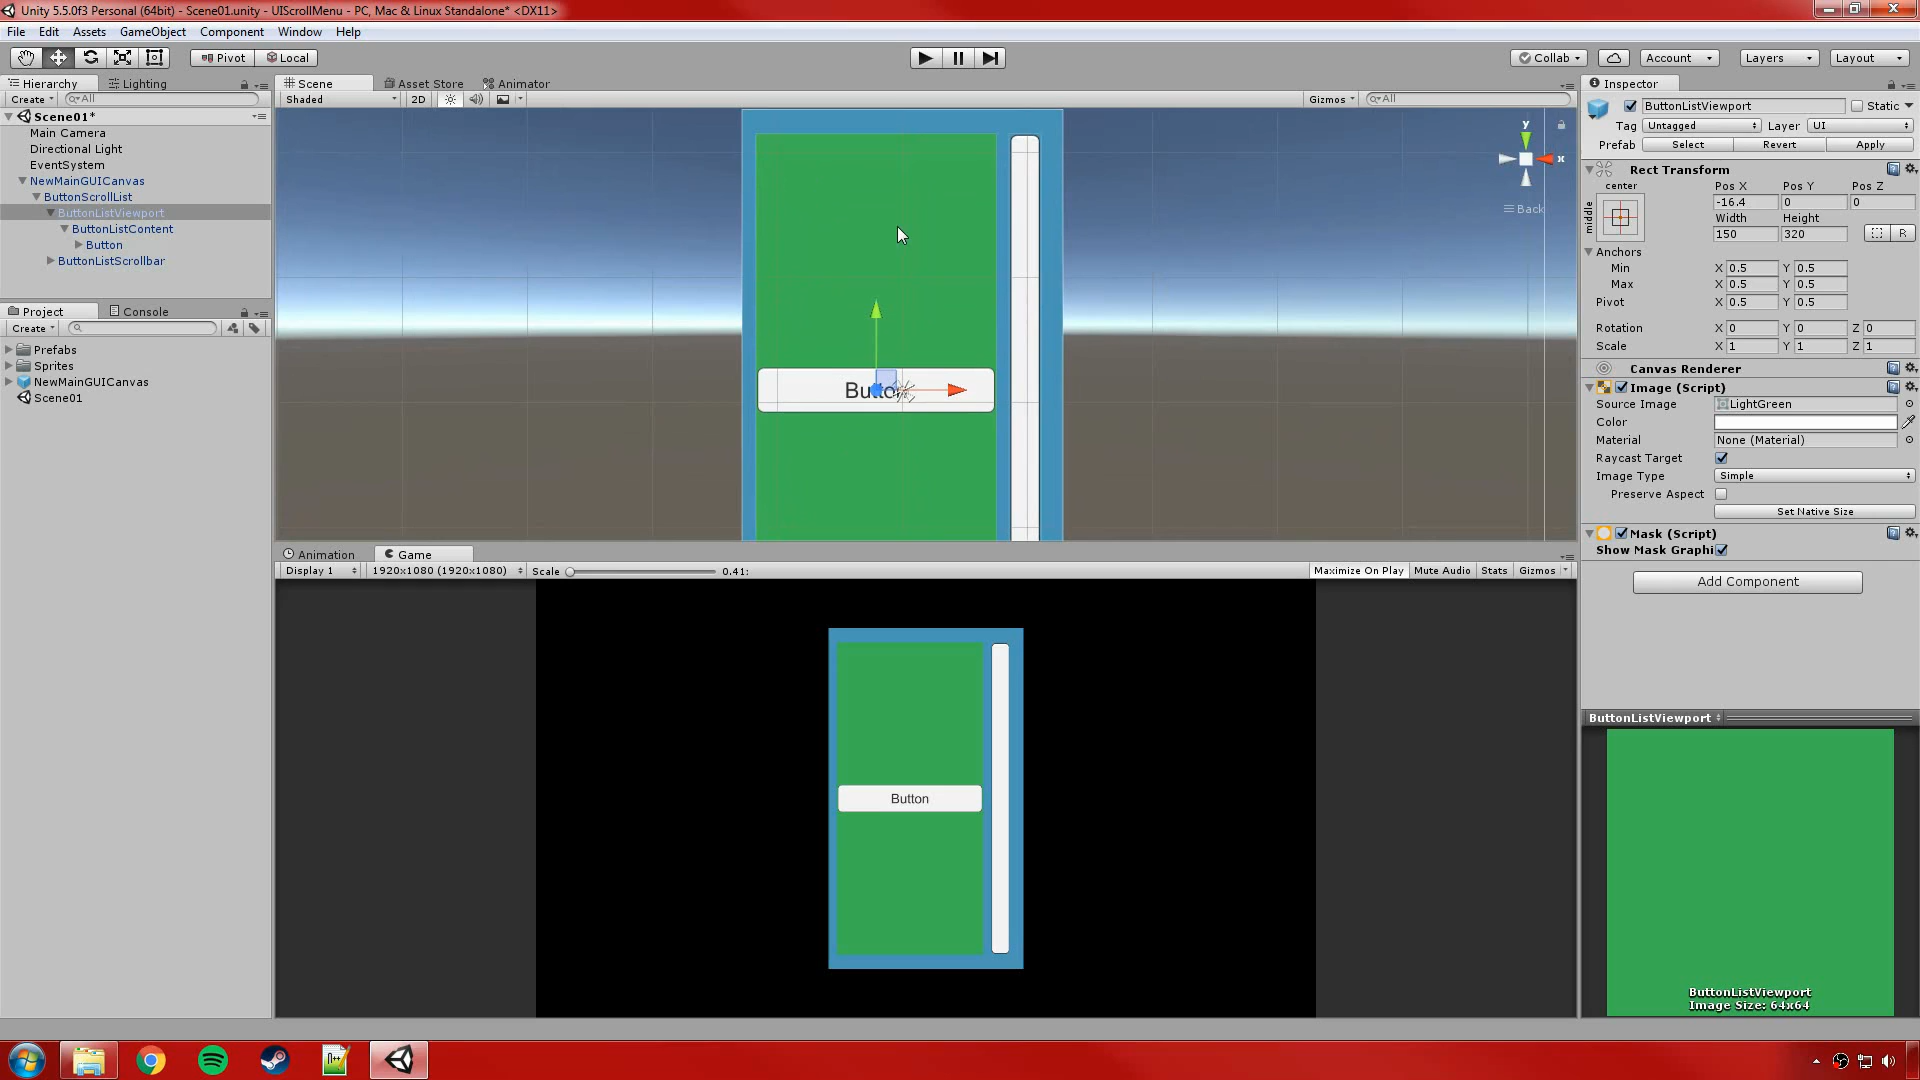 Unity 5.5.0f3 Personal (64bit) - Scene01.unity - UIScrollMenu - PC, Mac & Linux Standalone* <DX11>
File Edit Assets GameObject Component Window Help
Pivot Local Collab Account Layers Layout
Hierarchy Lighting
Create All
Scene01*
Main Camera
Directional Light
EventSystem
NewMainGUICanvas
ButtonScrollList
ButtonListViewport
ButtonListContent
Button
ButtonListScrollbar
Project Console
Create
Prefabs
Sprites
NewMainGUICanvas
Scene01
Scene Asset Store Animator
Shaded 2D Gizmos All
y
x
Back
Button
Animation Game
Display 1 1920x1080 (1920x1080) Scale 0.41: Maximize On Play Mute Audio Stats Gizmos
Button
Inspector
ButtonListViewport Static
Tag Untagged Layer UI
Prefab Select Revert Apply
Rect Transform
center Pos X Pos Y Pos Z
middle -16.4 0 0
Width Height
150 320 R
Anchors
Min X 0.5 Y 0.5
Max X 0.5 Y 0.5
Pivot X 0.5 Y 0.5
Rotation X 0 Y 0 Z 0
Scale X 1 Y 1 Z 1
Canvas Renderer
Image (Script)
Source Image LightGreen
Color
Material None (Material)
Raycast Target
Image Type Simple
Preserve Aspect
Set Native Size
Mask (Script)
Show Mask Graphi
Add Component
ButtonListViewport
ButtonListViewport
Image Size: 64x64